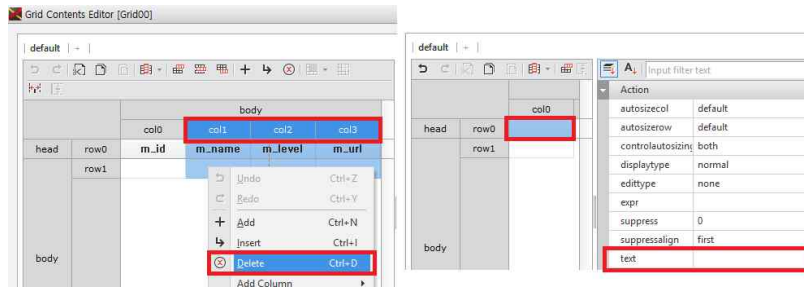 Grid Contents Editor [Grid00]
default
+
body
col0 col1 col2 col3
head row0 m_id m_name m_level m_url
row1
body
Undo Ctrl+Z
Redo Ctrl+Y
Add Ctrl+N
Insert Ctrl+I
Delete Ctrl+D
Add Column
default
+
col0
head row0
row1
body
Input filter text
Action
autosizecol default
autosizerow default
controlautosizing both
displaytype normal
edittype none
expr
suppress 0
suppressalign first
text